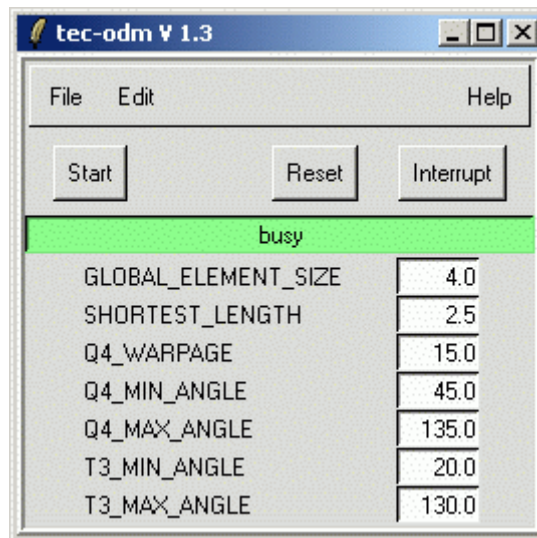 tec-odm V 1.3
File Edit Help
Start Reset Interrupt
busy
GLOBAL_ELEMENT_SIZE 4.0
SHORTEST_LENGTH 2.5
Q4_WARPAGE 15.0
Q4_MIN_ANGLE 45.0
Q4_MAX_ANGLE 135.0
T3_MIN_ANGLE 20.0
T3_MAX_ANGLE 130.0